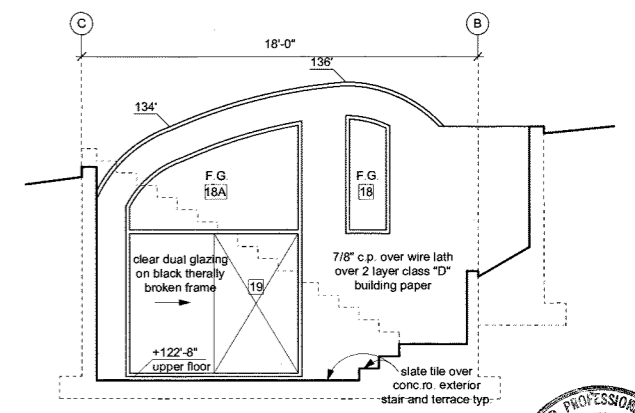 C
B
18'-0"
136'
134'
F.G.
18A
F.G.
18
clear dual glazing
on black therally
broken frame
19
7/8" c.p. over wire lath
over 2 layer class "D"
building paper
+122'-8"
upper floor
slate tile over
conc.ro. exterior
stair and terrace typ.
PROFESSION